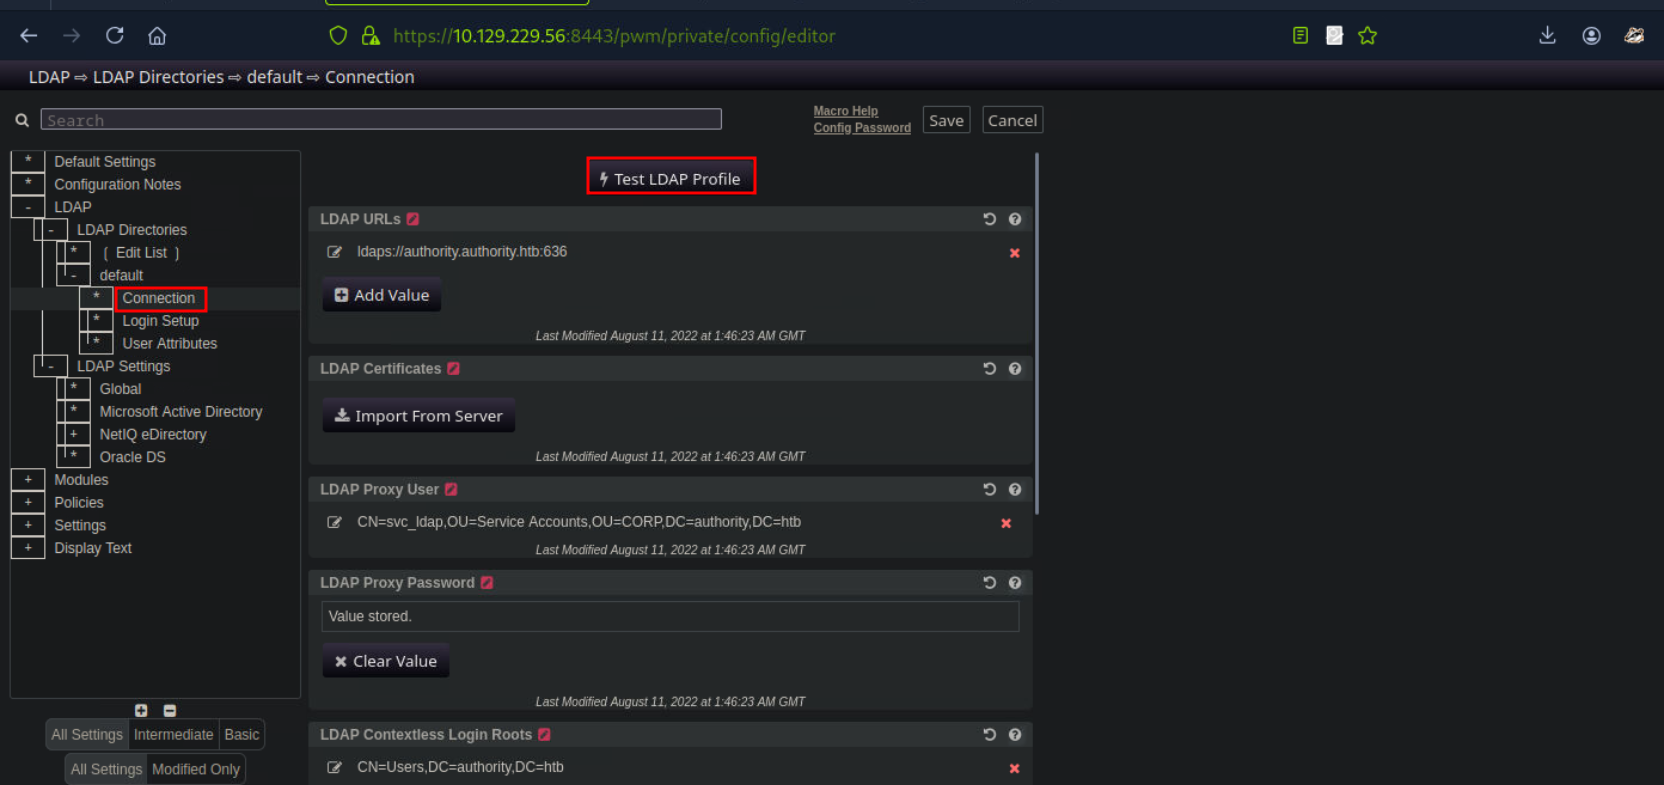 https://10.129.229.56:8443/pwm/private/config/editor
LDAP ⇨ LDAP Directories ⇨ default ⇨ Connection
Search
Macro Help
Config Password
Save
Cancel
* Default Settings
* Configuration Notes
- LDAP
- LDAP Directories
* [ Edit List ]
- default
* Connection
* Login Setup
* User Attributes
- LDAP Settings
* Global
* Microsoft Active Directory
+ NetIQ eDirectory
* Oracle DS
+ Modules
+ Policies
+ Settings
+ Display Text
All Settings Intermediate Basic
All Settings Modified Only
Test LDAP Profile
LDAP URLs
ldaps://authority.authority.htb:636
Add Value
Last Modified August 11, 2022 at 1:46:23 AM GMT
LDAP Certificates
Import From Server
Last Modified August 11, 2022 at 1:46:23 AM GMT
LDAP Proxy User
CN=svc_ldap,OU=Service Accounts,OU=CORP,DC=authority,DC=htb
Last Modified August 11, 2022 at 1:46:23 AM GMT
LDAP Proxy Password
Value stored.
Clear Value
Last Modified August 11, 2022 at 1:46:23 AM GMT
LDAP Contextless Login Roots
CN=Users,DC=authority,DC=htb